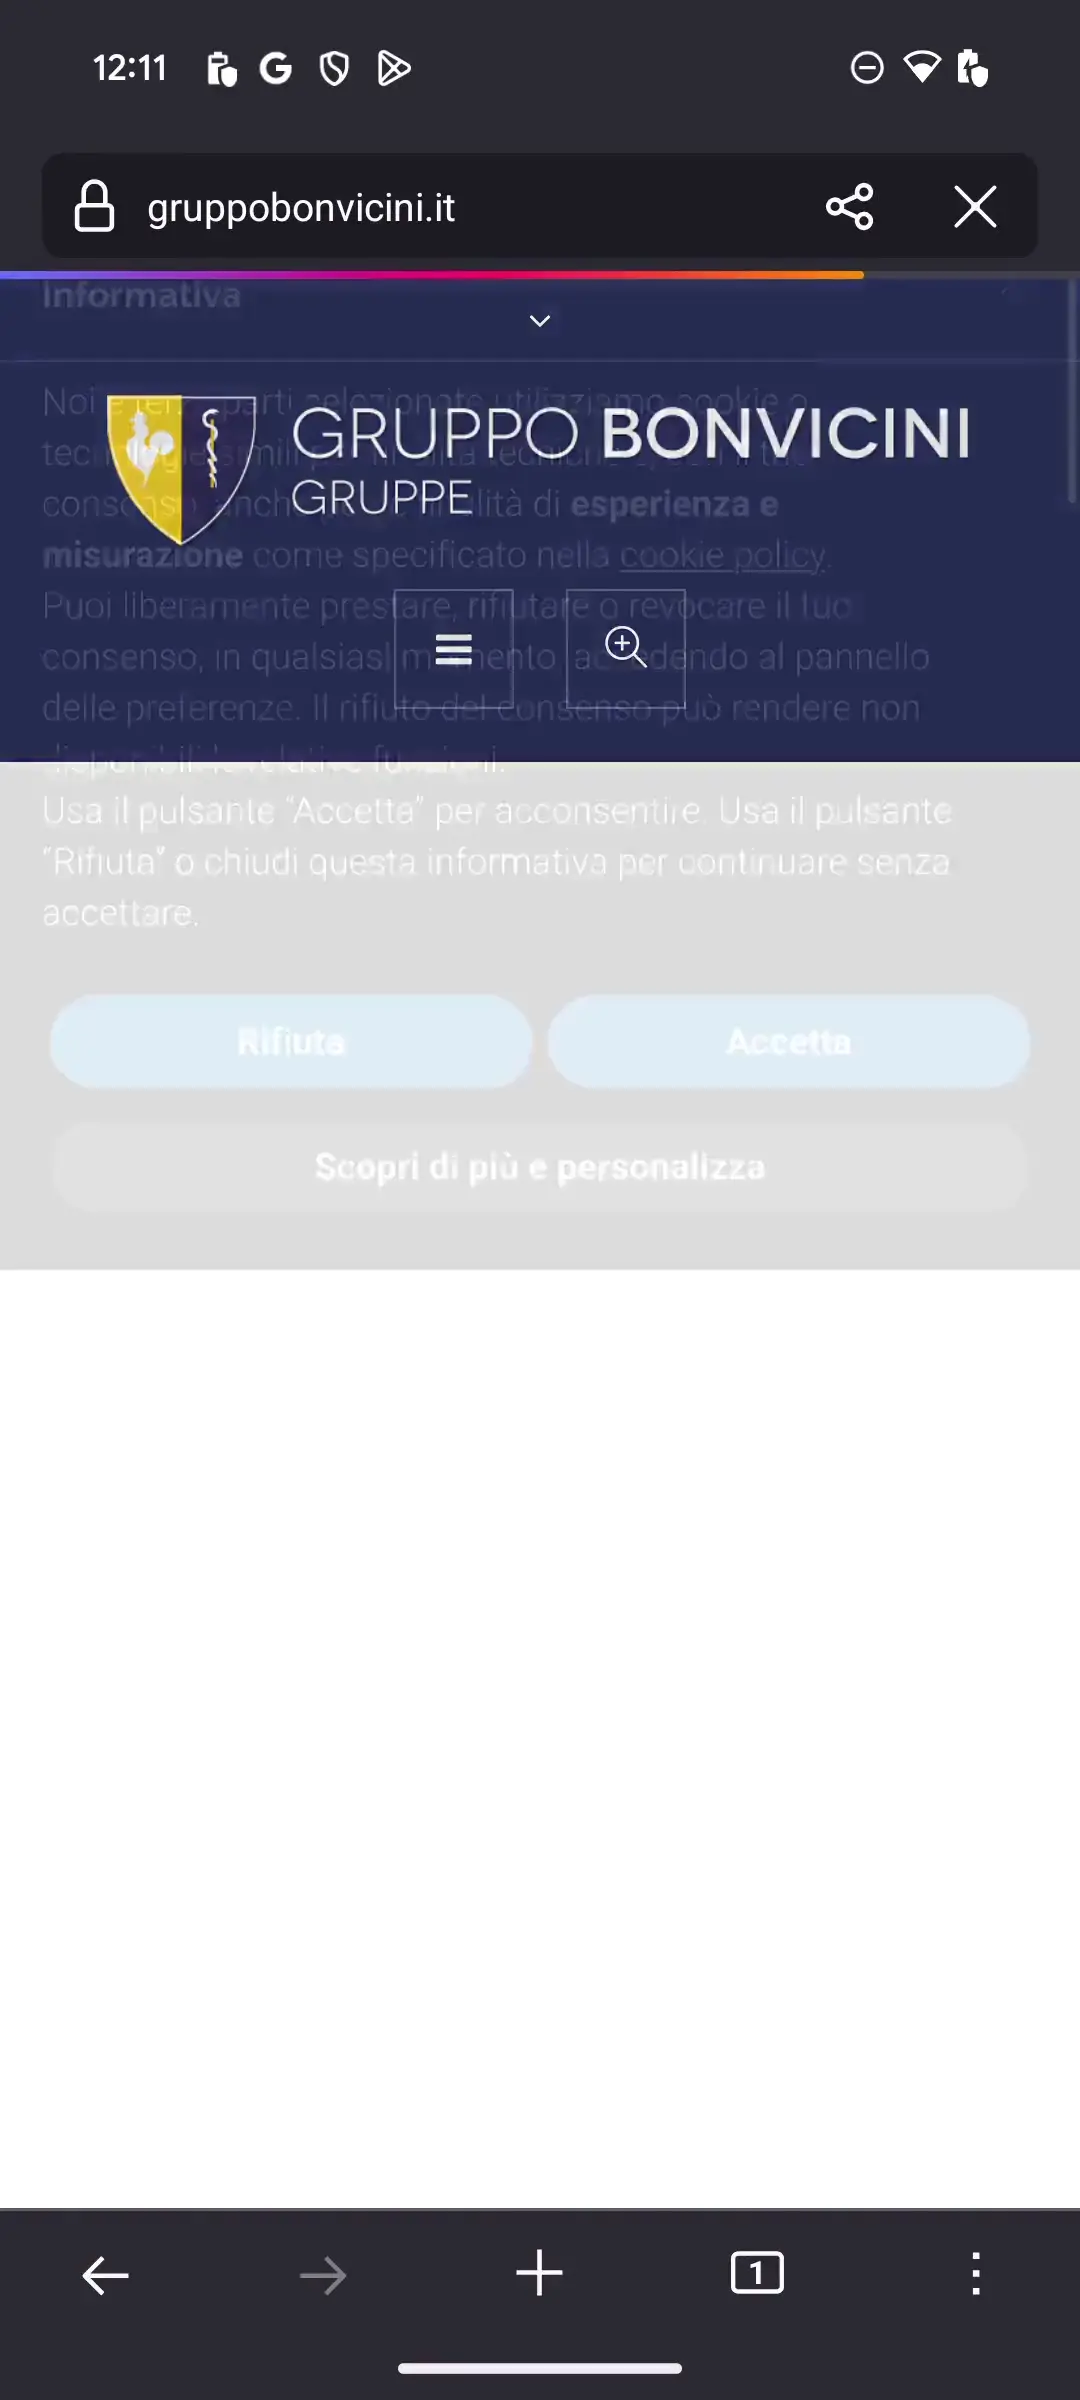 12:11
gruppobonvicini.it
Informativa
GRUPPO BONVICINI
GRUPPE
Noi e terze parti selezionate utilizziamo cookie o
tecnologie simili per finalità tecniche e, con il tuo
consenso, anche per le finalità di esperienza e
misurazione come specificato nella cookie policy.
Puoi liberamente prestare, rifiutare o revocare il tuo
consenso, in qualsiasi momento, accedendo al pannello
delle preferenze. Il rifiuto del consenso può rendere non
disponibili le relative funzioni.
Usa il pulsante “Accetta” per acconsentire. Usa il pulsante
“Rifiuta” o chiudi questa informativa per continuare senza
accettare.
Rifiuta Accetta
Scopri di più e personalizza
1